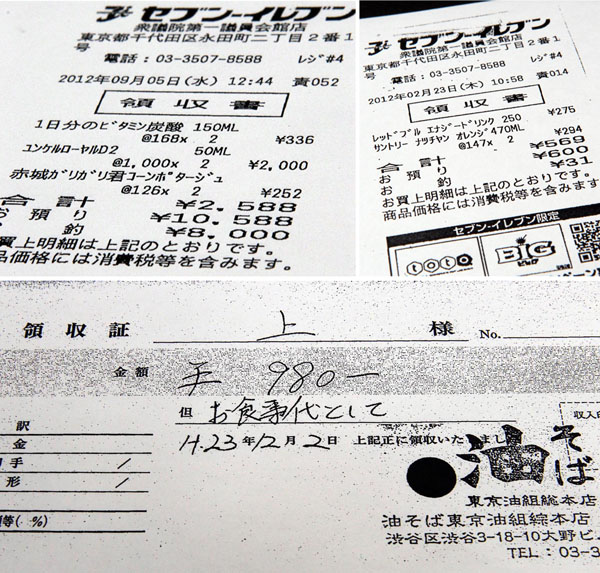 セブン-イレブン
衆議院第一議員会館店
東京都千代田区永田町二丁目2番1
号
電話:03-3507-8588 レジ#4
2012年09月05日(水) 12:44 責052
領収書
1日分のビタミン炭酸 150ML
@168x 2 ¥336
ユンケルローヤルD2 50ML
@1,000x 2 ¥2,000
赤城ガリガリ君コーンポタージュ
@126x 2 ¥252
合計 ¥2,588
お預り ¥10,588
お釣 ¥8,000
買上明細は上記のとおりです。
品価格には消費税等を含みます。
セブン-イレブン
衆議院第一議員会館店
東京都千代田区永田町二丁目2番1
号
電話:03-3507-8588 レジ#4
2012年02月23日(木) 10:58 責014
領収書
レッドブル エナジードリンク 250 ¥275
サントリー ナッチャン オレンジ 470ML
@147x 2 ¥294
合計 ¥569
お預り ¥600
お釣 ¥31
お買上明細は上記のとおりです。
商品価格には消費税等を含みます。
セブン-イレブン限定
toto
BIG
領収証 上 様 No.
金額 ¥ 980-
但 お食事代として
H.23年12月2日 上記正に領収いたしました
収入印
訳
金
手 /
形 /
額等(%)
油そば
東京油組総本店
油そば東京油組総本店
渋谷区渋谷3-18-10大野ビ
TEL:03-3